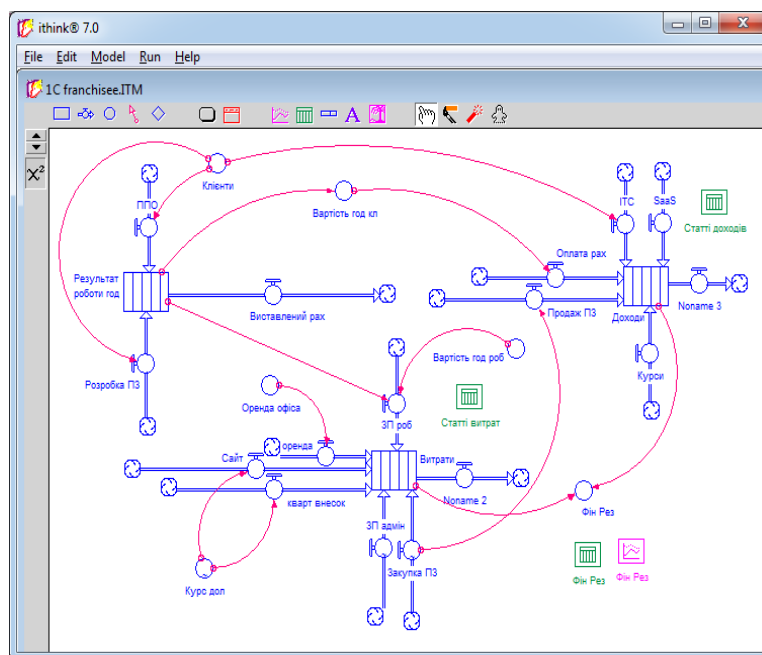 ithink® 7.0
File Edit Model Run Help
1C franchisee.ITM
A
X²
Клієнти
ППО
ІТС
SaaS
Вартість год кл
Статті доходів
Оплата рах
Результат
роботи год
Виставлений рах
Продаж ПЗ
Доходи
Noname 3
Розробка ПЗ
Вартість год роб
Курси
Оренда офіса
ЗП роб
Статті витрат
оренда
Сайт
Витрати
кварт внесок
Noname 2
Фін Рез
ЗП адмін
Закупка ПЗ
Курс дол
Фін Рез
Фін Рез